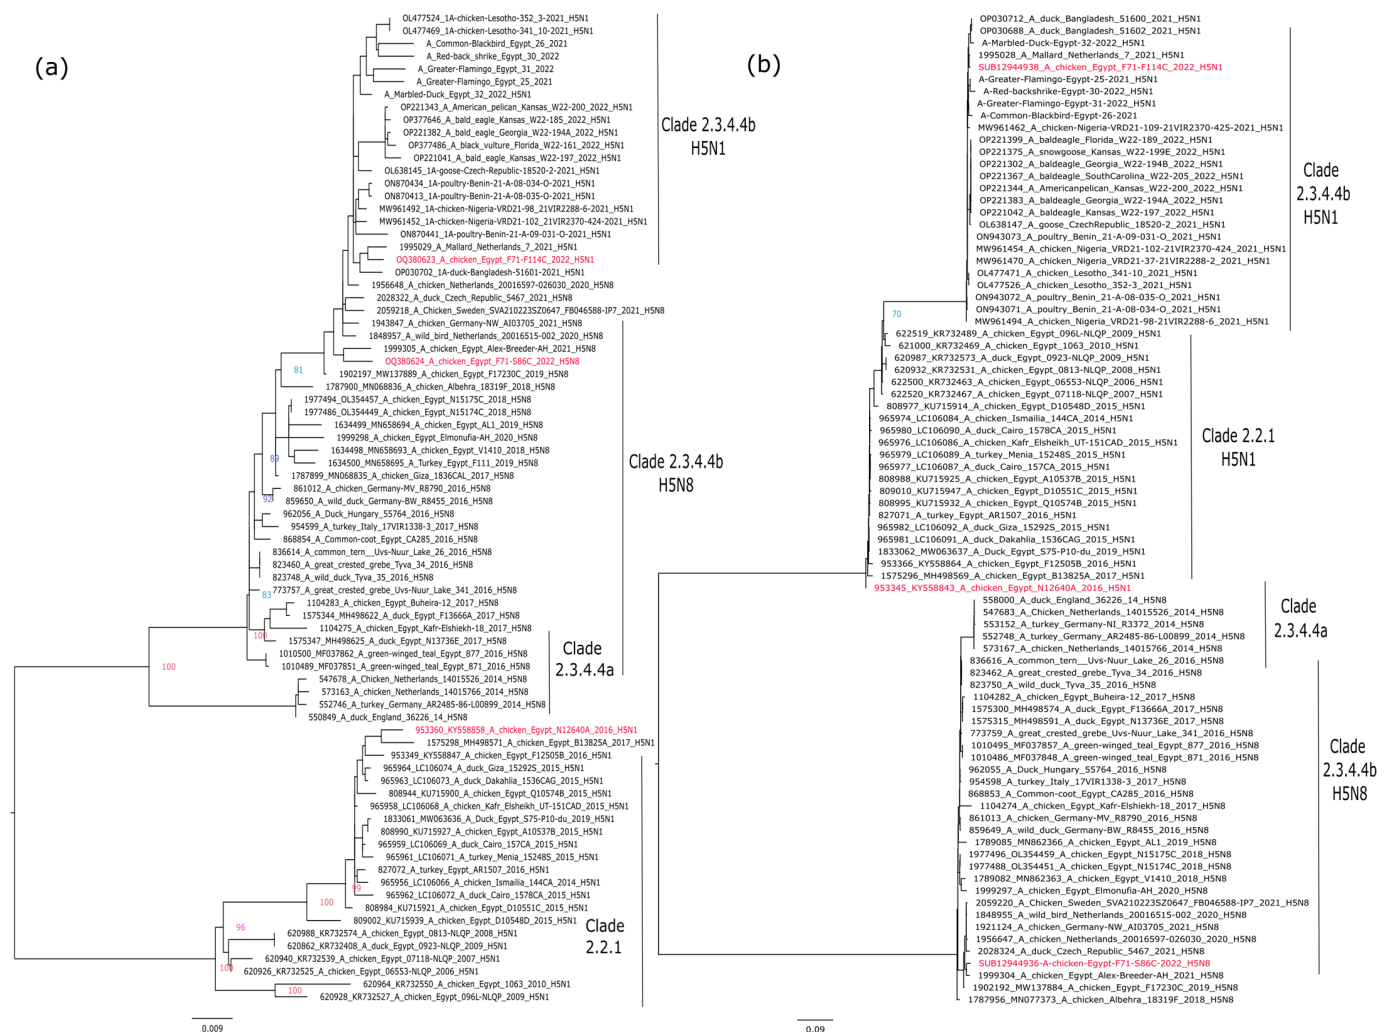 (a)
OL477524_1A-chicken-Lesotho-352_3-2021_H5N1
OL477469_1A-chicken-Lesotho-341_10-2021_H5N1
A_Common-Blackbird_Egypt_26_2021
A_Red-back_shrike_Egypt_30_2022
A_Greater-Flamingo_Egypt_31_2022
A_Greater-Flamingo_Egypt_25_2021
A_Marbled-Duck_Egypt_32_2022_H5N1
OP221343_A_American_pelican_Kansas_W22-200_2022_H5N1
OP377646_A_bald_eagle_Kansas_W22-185_2022_H5N1
OP221382_A_bald_eagle_Georgia_W22-194A_2022_H5N1
OP377486_A_black_vulture_Florida_W22-161_2022_H5N1
OP221041_A_bald_eagle_Kansas_W22-197_2022_H5N1
OL638145_1A-goose-Czech-Republic-18520-2-2021_H5N1
ON870434_1A-poultry-Benin-21-A-08-034-O-2021_H5N1
ON870413_1A-poultry-Benin-21-A-08-035-O-2021_H5N1
MW961492_1A-chicken-Nigeria-VRD21-98_21VIR2288-6-2021_H5N1
MW961452_1A-chicken-Nigeria-VRD21-102_21VIR2370-424-2021_H5N1
ON870441_1A-poultry-Benin-21-A-09-031-O-2021_H5N1
1995029_A_Mallard_Netherlands_7_2021_H5N1
OQ380623_A_chicken_Egypt_F71-F114C_2022_H5N1
OP030702_1A-duck-Bangladesh-51601-2021_H5N1
1956648_A_chicken_Netherlands_20016597-026030_2020_H5N8
2028322_A_duck_Czech_Republic_5467_2021_H5N8
2059218_A_Chicken_Sweden_SVA210223SZ0647_FB046588-IP7_2021_H5N8
1943847_A_chicken_Germany-NW_AI03705_2021_H5N8
1848957_A_wild_bird_Netherlands_20016515-002_2020_H5N8
1999305_A_chicken_Egypt_Alex-Breeder-AH_2021_H5N8
OQ380624_A_chicken_Egypt_F71-S86C_2022_H5N8
1902197_MW137889_A_chicken_Egypt_F17230C_2019_H5N8
1787900_MN068836_A_chicken_Albehra_18319F_2018_H5N8
1977494_OL354457_A_chicken_Egypt_N15175C_2018_H5N8
1977486_OL354449_A_chicken_Egypt_N15174C_2018_H5N8
1634499_MN658694_A_chicken_Egypt_AL1_2019_H5N8
1999298_A_chicken_Egypt_Elmonufia-AH_2020_H5N8
1634498_MN658693_A_chicken_Egypt_V1410_2018_H5N8
1634500_MN658695_A_Turkey_Egypt_F111_2019_H5N8
1787899_MN068835_A_chicken_Giza_1836CAL_2017_H5N8
861012_A_chicken_Germany-MV_R8790_2016_H5N8
859650_A_wild_duck_Germany-BW_R8455_2016_H5N8
962056_A_Duck_Hungary_55764_2016_H5N8
954599_A_turkey_Italy_17VIR1338-3_2017_H5N8
868854_A_Common-coot_Egypt_CA285_2016_H5N8
836614_A_common_tern__Uvs-Nuur_Lake_26_2016_H5N8
823460_A_great_crested_grebe_Tyva_34_2016_H5N8
823748_A_wild_duck_Tyva_35_2016_H5N8
773757_A_great_crested_grebe_Uvs-Nuur_Lake_341_2016_H5N8
1104283_A_chicken_Egypt_Buheira-12_2017_H5N8
1575344_MH498622_A_duck_Egypt_F13666A_2017_H5N8
1104275_A_chicken_Egypt_Kafr-Elshiekh-18_2017_H5N8
1575347_MH498625_A_duck_Egypt_N13736E_2017_H5N8
1010500_MF037862_A_green-winged_teal_Egypt_877_2016_H5N8
1010489_MF037851_A_green-winged_teal_Egypt_871_2016_H5N8
547678_A_Chicken_Netherlands_14015526_2014_H5N8
573163_A_chicken_Netherlands_14015766_2014_H5N8
552746_A_turkey_Germany_AR2485-86-L00899_2014_H5N8
550849_A_duck_England_36226_14_H5N8
953360_KY558858_A_chicken_Egypt_N12640A_2016_H5N1
1575298_MH498571_A_chicken_Egypt_B13825A_2017_H5N1
953349_KY558847_A_chicken_Egypt_F12505B_2016_H5N1
965964_LC106074_A_duck_Giza_15292S_2015_H5N1
965963_LC106073_A_duck_Dakahlia_1536CAG_2015_H5N1
808944_KU715900_A_chicken_Egypt_Q10574B_2015_H5N1
965958_LC106068_A_chicken_Kafr_Elsheikh_UT-151CAD_2015_H5N1
1833061_MW063636_A_Duck_Egypt_S75-P10-du_2019_H5N1
808990_KU715927_A_chicken_Egypt_A10537B_2015_H5N1
965959_LC106069_A_duck_Cairo_157CA_2015_H5N1
965961_LC106071_A_turkey_Menia_15248S_2015_H5N1
827072_A_turkey_Egypt_AR1507_2016_H5N1
965956_LC106066_A_chicken_Ismailia_144CA_2014_H5N1
965962_LC106072_A_duck_Cairo_1578CA_2015_H5N1
808984_KU715921_A_chicken_Egypt_D10551C_2015_H5N1
809002_KU715939_A_chicken_Egypt_D10548D_2015_H5N1
620988_KR732574_A_chicken_Egypt_0813-NLQP_2008_H5N1
620862_KR732408_A_duck_Egypt_0923-NLQP_2009_H5N1
620940_KR732539_A_chicken_Egypt_07118-NLQP_2007_H5N1
620926_KR732525_A_chicken_Egypt_06553-NLQP_2006_H5N1
620964_KR732550_A_chicken_Egypt_1063_2010_H5N1
620928_KR732527_A_chicken_Egypt_096L-NLQP_2009_H5N1
81
89
92
83
100
100
99
100
96
100
100
Clade 2.3.4.4b
H5N1
Clade 2.3.4.4b
H5N8
Clade
2.3.4.4a
Clade
2.2.1
0.009
(b)
OP030712_A_duck_Bangladesh_51600_2021_H5N1
OP030688_A_duck_Bangladesh_51602_2021_H5N1
A-Marbled-Duck-Egypt-32-2022_H5N1
1995028_A_Mallard_Netherlands_7_2021_H5N1
SUB12944938_A_chicken_Egypt_F71-F114C_2022_H5N1
A-Greater-Flamingo-Egypt-25-2021
A-Red-backshrike-Egypt-30-2022
A-Greater-Flamingo-Egypt-31-2022
A-Common-Blackbird-Egypt-26-2021
MW961462_A_chicken-Nigeria-VRD21-109-21VIR2370-425-2021_H5N1
OP221399_A_baldeagle_Florida_W22-189_2022_H5N1
OP221375_A_snowgoose_Kansas_W22-199E_2022_H5N1
OP221302_A_baldeagle_Georgia_W22-194B_2022_H5N1
OP221367_A_baldeagle_SouthCarolina_W22-205_2022_H5N1
OP221344_A_Americanpelican_Kansas_W22-200_2022_H5N1
OP221383_A_baldeagle_Georgia_W22-194A_2022_H5N1
OP221042_A_baldeagle_Kansas_W22-197_2022_H5N1
OL638147_A_goose_CzechRepublic_18520-2_2021_H5N1
ON943073_A_poultry_Benin_21-A-09-031-O_2021_H5N1
MW961454_A_chicken_Nigeria_VRD21-102-21VIR2370-424_2021_H5N1
MW961470_A_chicken_Nigeria_VRD21-37-21VIR2288-2_2021_H5N1
OL477471_A_chicken_Lesotho_341-10_2021_H5N1
OL477526_A_chicken_Lesotho_352-3_2021_H5N1
ON943072_A_poultry_Benin_21-A-08-035-O_2021_H5N1
ON943071_A_poultry_Benin_21-A-08-034-O_2021_H5N1
MW961494_A_chicken_Nigeria_VRD21-98-21VIR2288-6_2021_H5N1
622519_KR732489_A_chicken_Egypt_096L-NLQP_2009_H5N1
621000_KR732469_A_chicken_Egypt_1063_2010_H5N1
620987_KR732573_A_duck_Egypt_0923-NLQP_2009_H5N1
620932_KR732531_A_chicken_Egypt_0813-NLQP_2008_H5N1
622500_KR732463_A_chicken_Egypt_06553-NLQP_2006_H5N1
622520_KR732467_A_chicken_Egypt_07118-NLQP_2007_H5N1
808977_KU715914_A_chicken_Egypt_D10548D_2015_H5N1
965974_LC106084_A_chicken_Ismailia_144CA_2014_H5N1
965980_LC106090_A_duck_Cairo_1578CA_2015_H5N1
965976_LC106086_A_chicken_Kafr_Elsheikh_UT-151CAD_2015_H5N1
965979_LC106089_A_turkey_Menia_15248S_2015_H5N1
965977_LC106087_A_duck_Cairo_157CA_2015_H5N1
808988_KU715925_A_chicken_Egypt_A10537B_2015_H5N1
809010_KU715947_A_chicken_Egypt_D10551C_2015_H5N1
808995_KU715932_A_chicken_Egypt_Q10574B_2015_H5N1
827071_A_turkey_Egypt_AR1507_2016_H5N1
965982_LC106092_A_duck_Giza_15292S_2015_H5N1
965981_LC106091_A_duck_Dakahlia_1536CAG_2015_H5N1
1833062_MW063637_A_Duck_Egypt_S75-P10-du_2019_H5N1
953366_KY558864_A_chicken_Egypt_F12505B_2016_H5N1
1575296_MH498569_A_chicken_Egypt_B13825A_2017_H5N1
953345_KY558843_A_chicken_Egypt_N12640A_2016_H5N1
558000_A_duck_England_36226_14_H5N8
547683_A_Chicken_Netherlands_14015526_2014_H5N8
553152_A_turkey_Germany-NI_R3372_2014_H5N8
552748_A_turkey_Germany_AR2485-86-L00899_2014_H5N8
573167_A_chicken_Netherlands_14015766_2014_H5N8
836616_A_common_tern__Uvs-Nuur_Lake_26_2016_H5N8
823462_A_great_crested_grebe_Tyva_34_2016_H5N8
823750_A_wild_duck_Tyva_35_2016_H5N8
1104282_A_chicken_Egypt_Buheira-12_2017_H5N8
1575300_MH498574_A_duck_Egypt_F13666A_2017_H5N8
1575315_MH498591_A_duck_Egypt_N13736E_2017_H5N8
773759_A_great_crested_grebe_Uvs-Nuur_Lake_341_2016_H5N8
1010495_MF037857_A_green-winged_teal_Egypt_877_2016_H5N8
1010486_MF037848_A_green-winged_teal_Egypt_871_2016_H5N8
962055_A_Duck_Hungary_55764_2016_H5N8
954598_A_turkey_Italy_17VIR1338-3_2017_H5N8
868853_A_Common-coot_Egypt_CA285_2016_H5N8
1104274_A_chicken_Egypt_Kafr-Elshiekh-18_2017_H5N8
861013_A_chicken_Germany-MV_R8790_2016_H5N8
859649_A_wild_duck_Germany-BW_R8455_2016_H5N8
1789085_MN862366_A_chicken_Egypt_AL1_2019_H5N8
1977496_OL354459_A_chicken_Egypt_N15175C_2018_H5N8
1977488_OL354451_A_chicken_Egypt_N15174C_2018_H5N8
1789082_MN862363_A_chicken_Egypt_V1410_2018_H5N8
1999297_A_chicken_Egypt_Elmonufia-AH_2020_H5N8
2059220_A_Chicken_Sweden_SVA210223SZ0647_FB046588-IP7_2021_H5N8
1848955_A_wild_bird_Netherlands_20016515-002_2020_H5N8
1921124_A_chicken_Germany-NW_AI03705_2021_H5N8
1956647_A_chicken_Netherlands_20016597-026030_2020_H5N8
2028324_A_duck_Czech_Republic_5467_2021_H5N8
SUB12944936-A-chicken-Egypt-F71-S86C-2022_H5N8
1999304_A_chicken_Egypt_Alex-Breeder-AH_2021_H5N8
1902192_MW137884_A_chicken_Egypt_F17230C_2019_H5N8
1787956_MN077373_A_chicken_Albehra_18319F_2018_H5N8
70
Clade
2.3.4.4b
H5N1
Clade 2.2.1
H5N1
Clade
2.3.4.4a
Clade
2.3.4.4b
H5N8
0.09